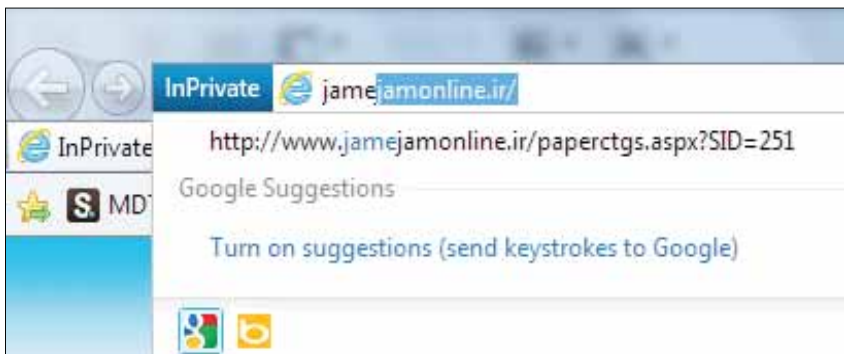 InPrivate jamejamonline.ir/
InPrivate http://www.jamejamonline.ir/paperctgs.aspx?SID=251
Google Suggestions
S. MD
Turn on suggestions (send keystrokes to Google)